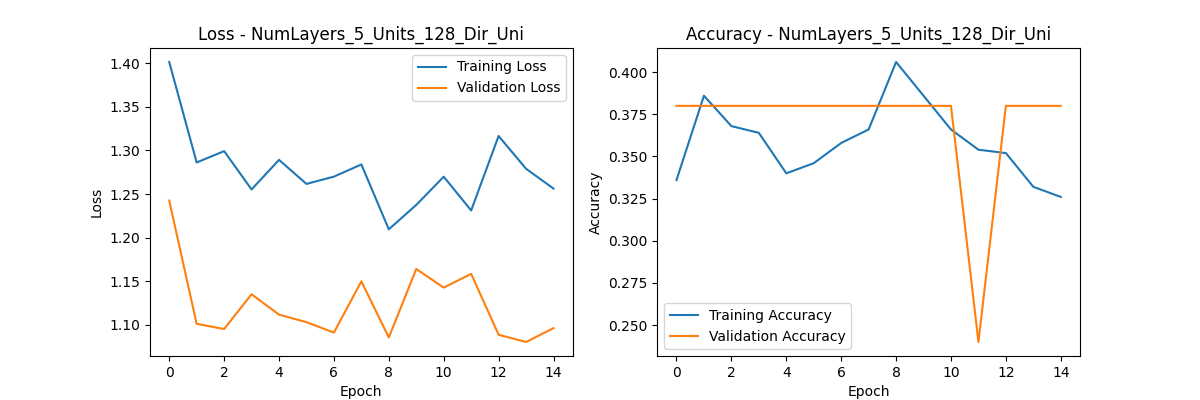 Loss - NumLayers_5_Units_128_Dir_Uni
1.40
1.35
1.30
1.25
1.20
1.15
1.10
Loss
Training Loss
Validation Loss
0 2 4 6 8 10 12 14
Epoch
Accuracy - NumLayers_5_Units_128_Dir_Uni
0.400
0.375
0.350
0.325
0.300
0.275
0.250
Accuracy
Training Accuracy
Validation Accuracy
0 2 4 6 8 10 12 14
Epoch